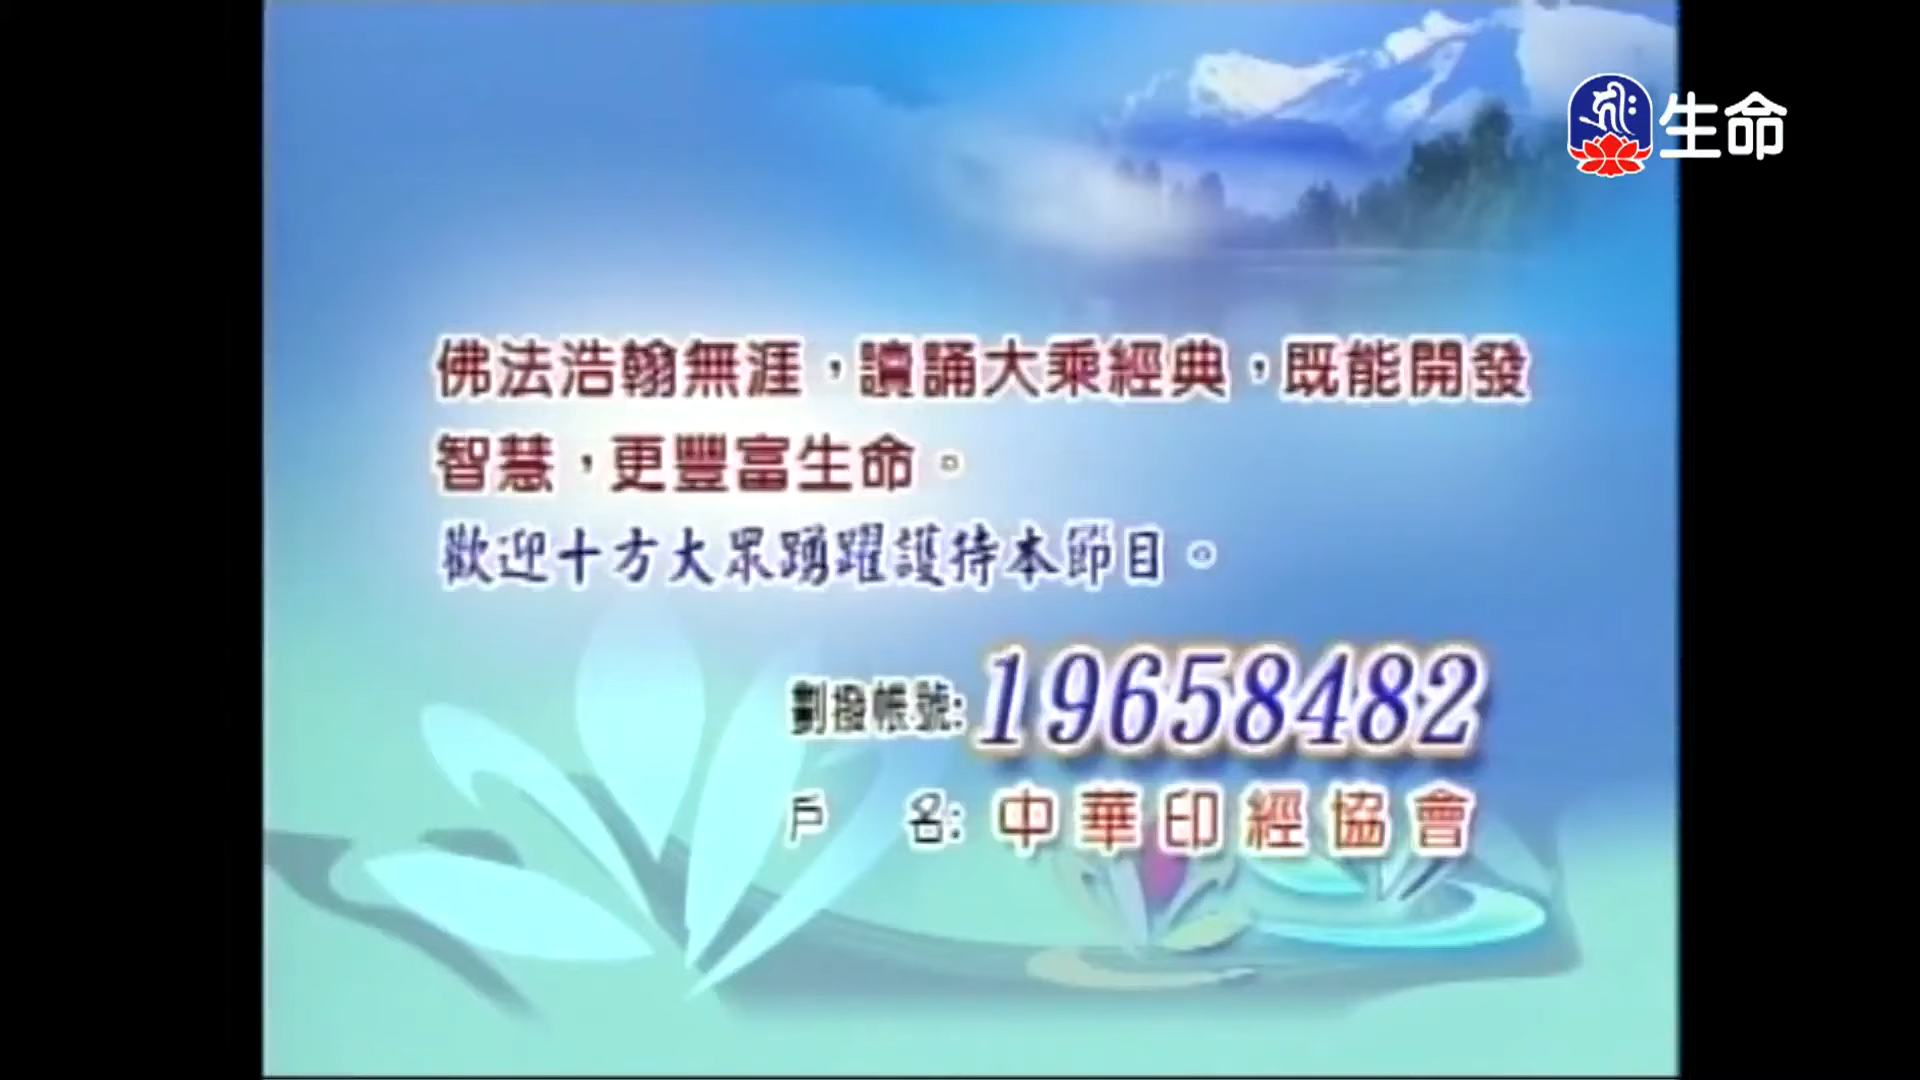 生命
佛法浩翰無涯，讀誦大乘經典，既能開發
智慧，更豐富生命。
歡迎十方大眾踴躍護持本節目。
劃撥帳號:19658482
戶 名:中華印經協會